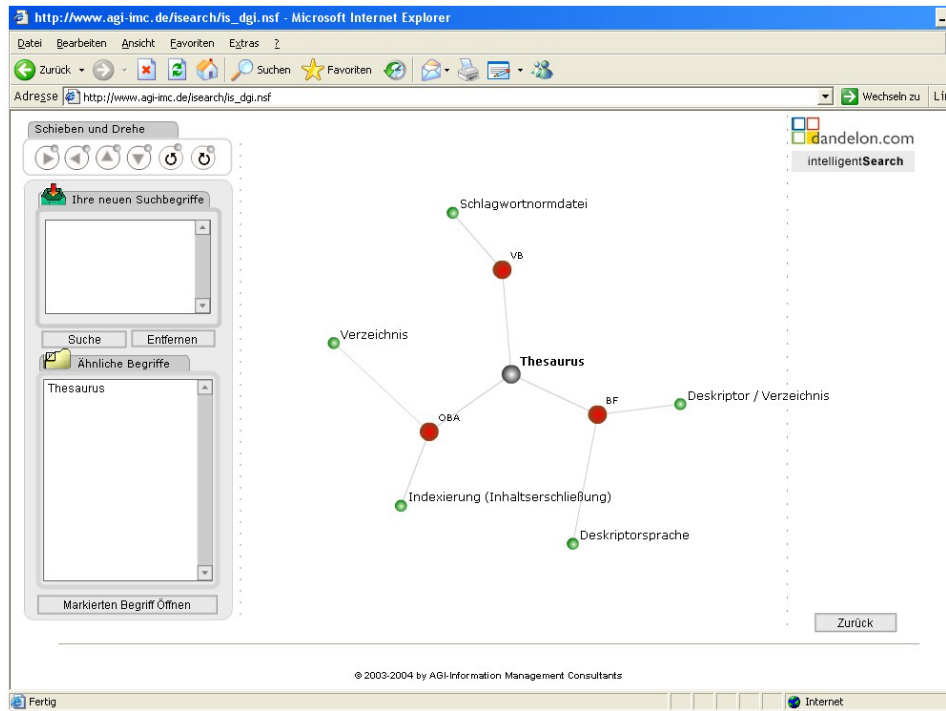 http://www.agi-imc.de/isearch/is_dgi.nsf - Microsoft Internet Explorer
Datei Bearbeiten Ansicht Favoriten Extras ?
Zurück Suchen Favoriten
Adresse http://www.agi-imc.de/isearch/is_dgi.nsf Wechseln zu
Schieben und Drehe
dandelon.com
intelligentSearch
Ihre neuen Suchbegriffe
Schlagwortnormdatei
VB
Suche Entfernen
Verzeichnis
Ähnliche Begriffe
Thesaurus
Thesaurus
Deskriptor / Verzeichnis
BF
OBA
Indexierung (Inhaltserschließung)
Deskriptorsprache
Markierten Begriff Öffnen
Zurück
© 2003-2004 by AGI-Information Management Consultants
Fertig Internet